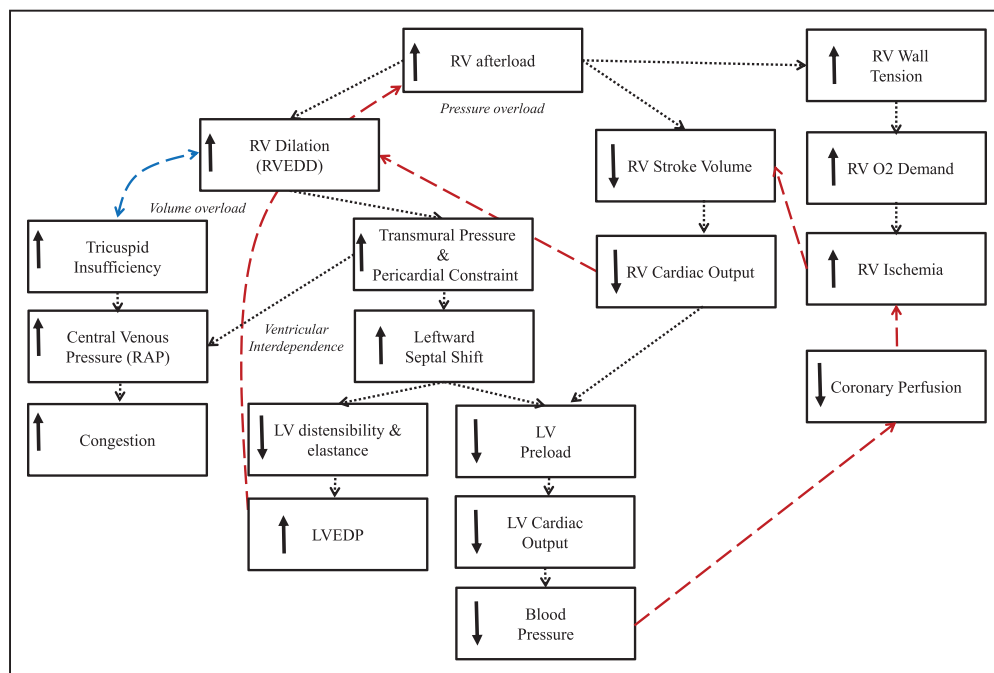 RV afterload
RV Wall
Tension
Pressure overload
RV Dilation
(RVEDD)
RV Stroke Volume
RV O2 Demand
Volume overload
Tricuspid
Insufficiency
Transmural Pressure
&
Pericardial Constraint
RV Cardiac Output
RV Ischemia
Central Venous
Pressure (RAP)
Ventricular
Interdependence
Leftward
Septal Shift
Coronary Perfusion
Congestion
LV distensibility &
elastance
LV
Preload
LVEDP
LV Cardiac
Output
Blood
Pressure